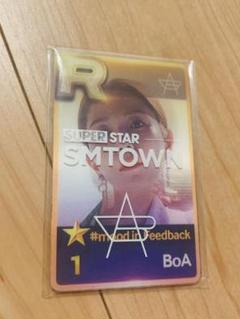 R
SUPER STAR
SMTOWN
#mood in Feedback
1 BoA